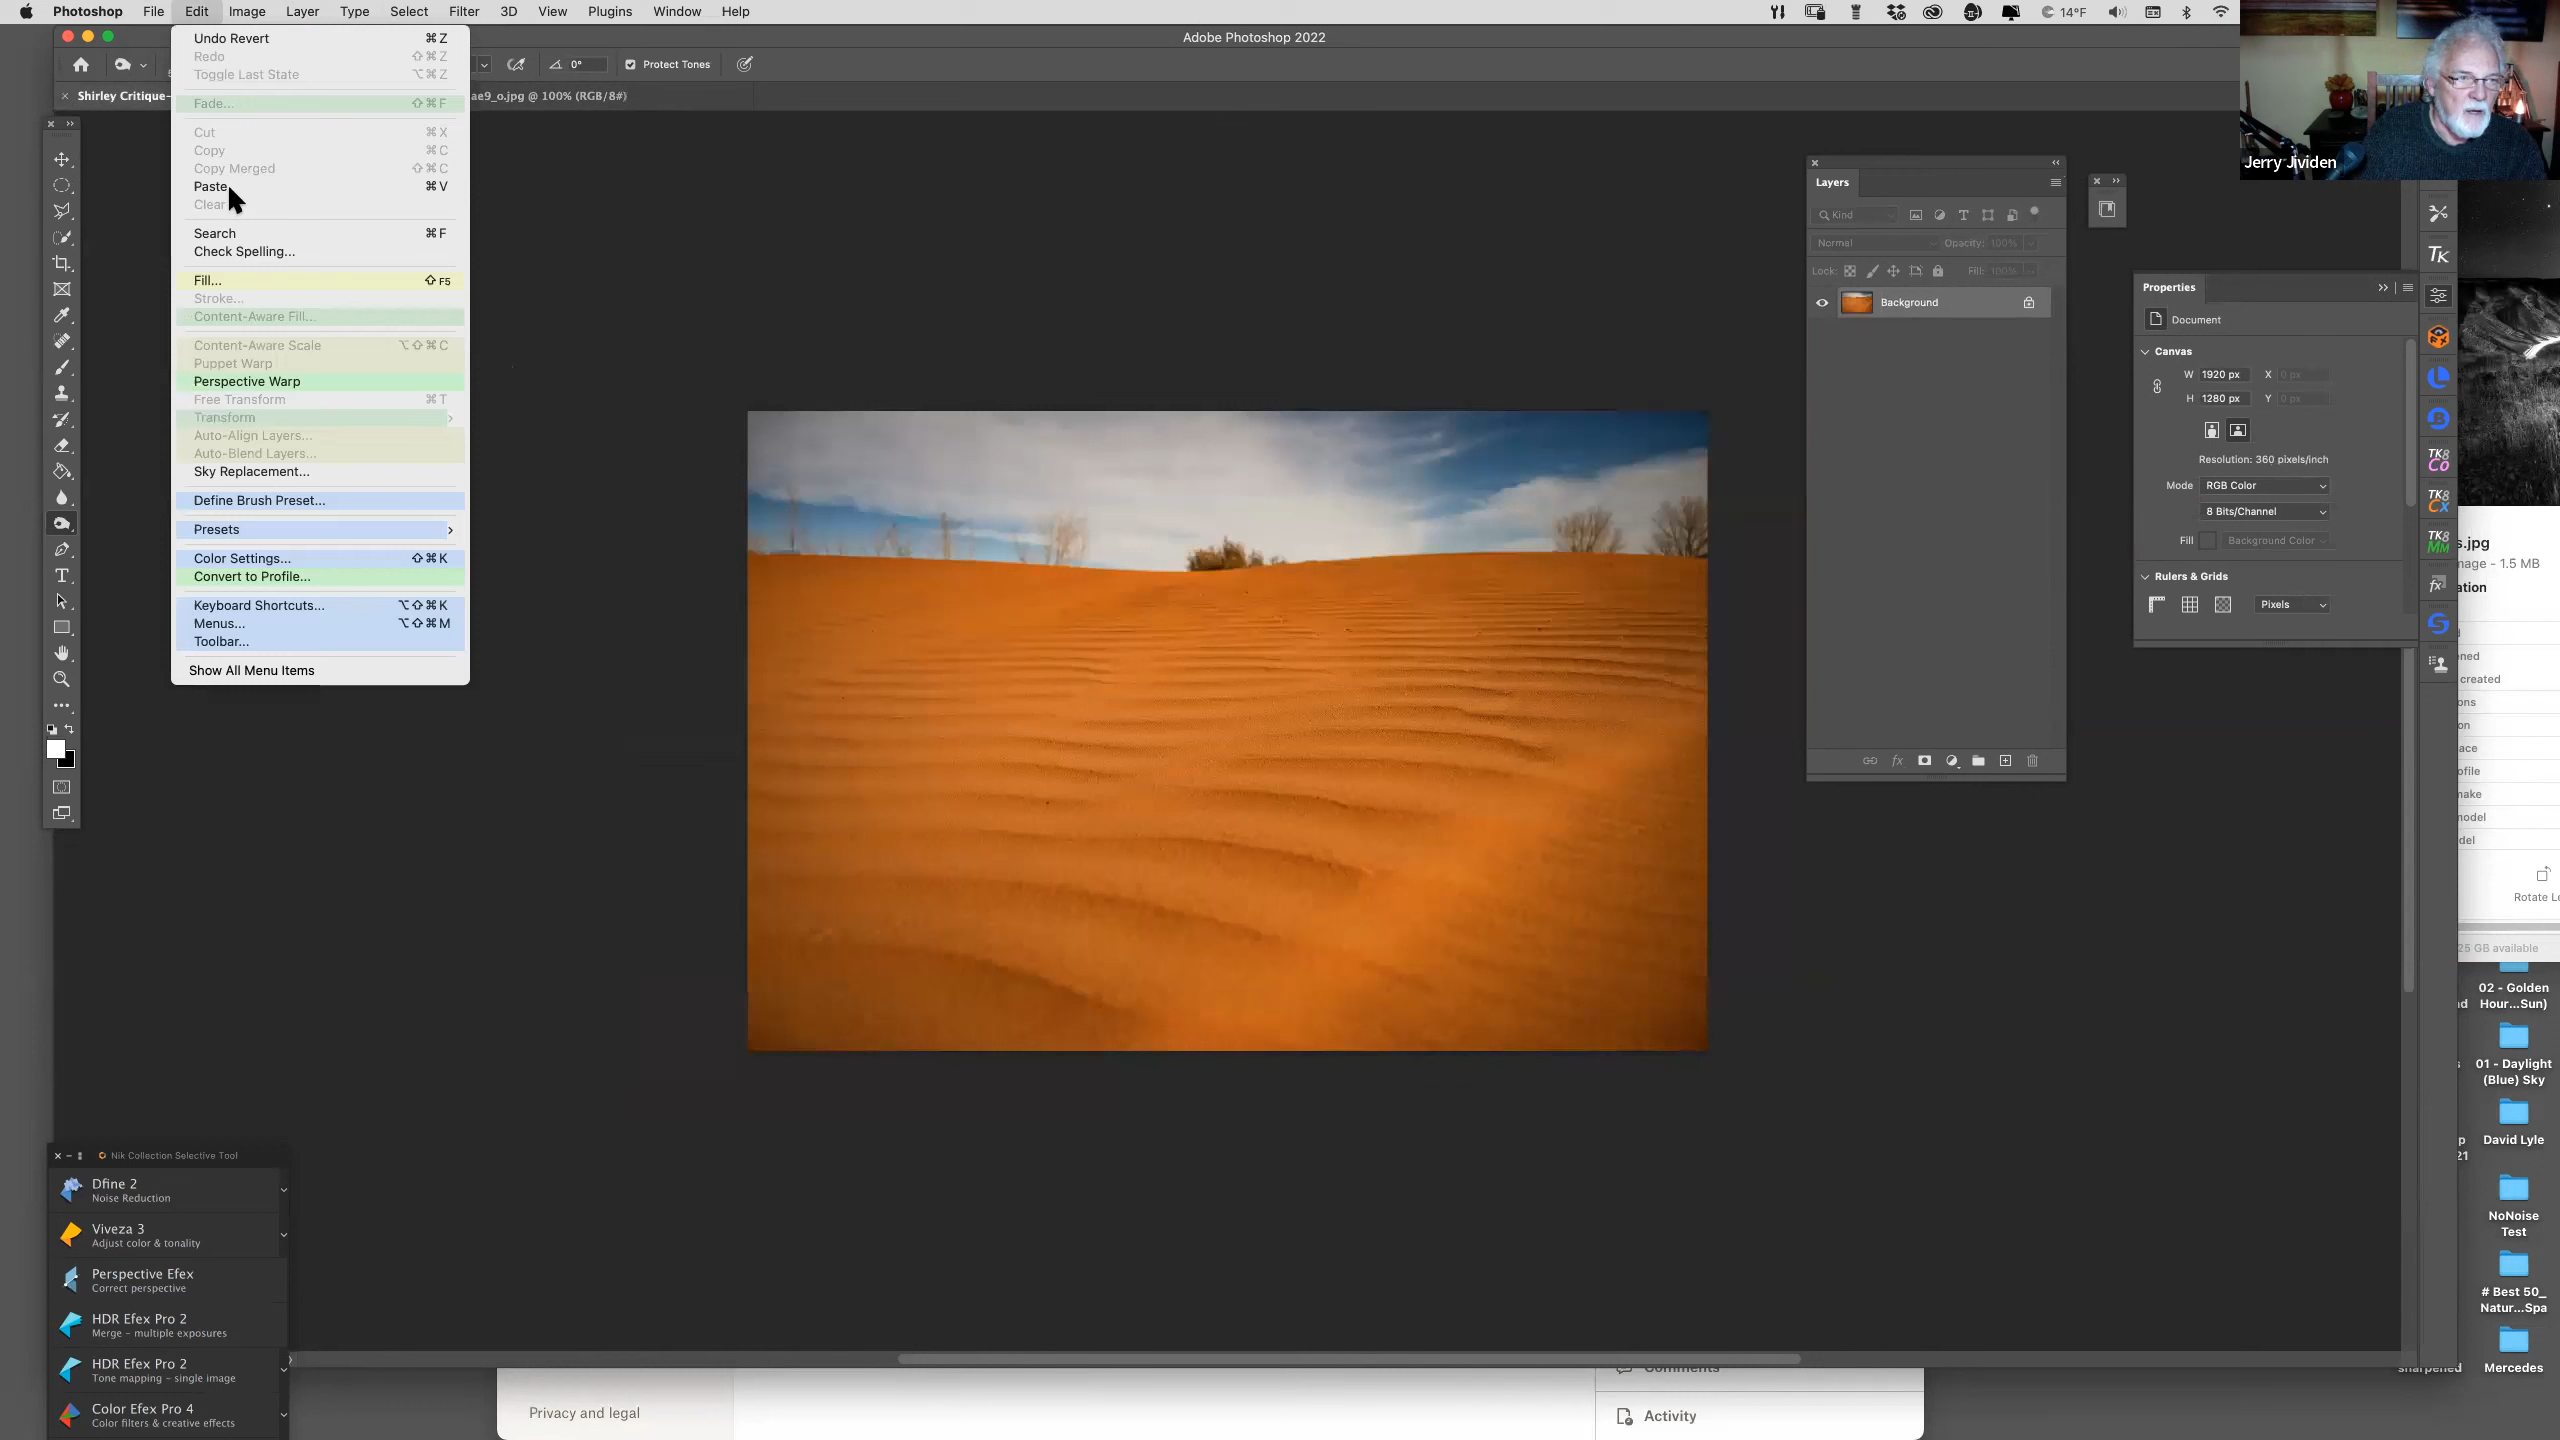 Photoshop File Edit Image Layer Type Select Filter 3D View Plugins Window Help 14°F
Adobe Photoshop 2022
0° Protect Tones
Shirley Critique- ae9_o.jpg @ 100% (RGB/8#)
Undo Revert ⌘Z
Redo ⇧⌘Z
Toggle Last State ⌥⌘Z
Fade... ⇧⌘F
Cut ⌘X
Copy ⌘C
Copy Merged ⇧⌘C
Paste ⌘V
Clear
Search ⌘F
Check Spelling...
Fill... ⇧F5
Stroke...
Content-Aware Fill...
Content-Aware Scale ⌥⇧⌘C
Puppet Warp
Perspective Warp
Free Transform ⌘T
Transform
Auto-Align Layers...
Auto-Blend Layers...
Sky Replacement...
Define Brush Preset...
Presets
Color Settings... ⇧⌘K
Convert to Profile...
Keyboard Shortcuts... ⌥⇧⌘K
Menus... ⌥⇧⌘M
Toolbar...
Show All Menu Items
Jerry Jividen
Layers
Kind
Normal Opacity: 100%
Lock: Fill: 100%
Background
Properties
Document
Canvas
W 1920 px X 0 px
H 1280 px Y 0 px
Resolution: 360 pixels/inch
Mode RGB Color
8 Bits/Channel
Fill Background Color
Rulers & Grids
Pixels
TK
TK8
Co
TK8
Cx
TK8
MM
fx
s.jpg
mage - 1.5 MB
ation
d
ned
created
ons
on
ace
ofile
make
model
del
Rotate Le
25 GB available
02 - Golden
Hour...Sun)
01 - Daylight
(Blue) Sky
David Lyle
NoNoise
Test
# Best 50_
Natur...Spa
sharpened
Mercedes
Nik Collection Selective Tool
Dfine 2
Noise Reduction
Viveza 3
Adjust color & tonality
Perspective Efex
Correct perspective
HDR Efex Pro 2
Merge - multiple exposures
HDR Efex Pro 2
Tone mapping - single image
Color Efex Pro 4
Color filters & creative effects
Privacy and legal
Comments
Activity